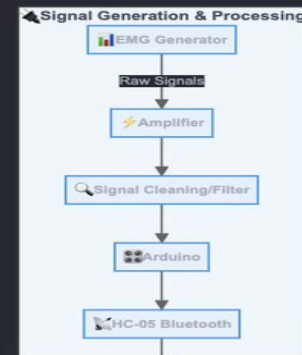 Signal Generation & Processing
EMG Generator
Raw Signals
Amplifier
Signal Cleaning/Filter
Arduino
HC-05 Bluetooth